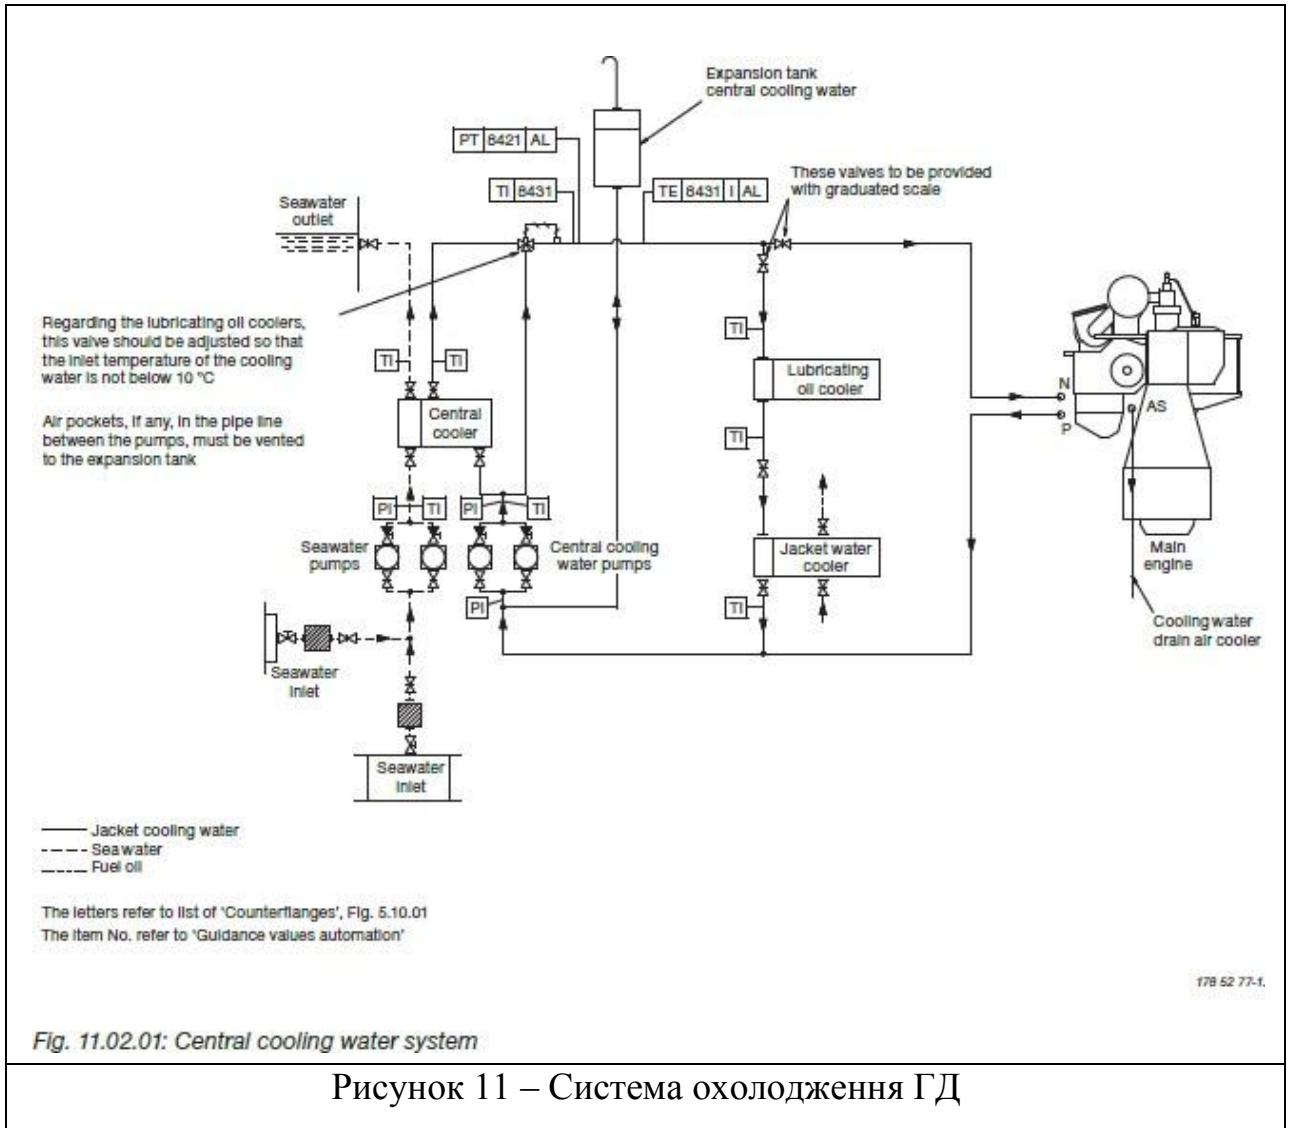 Expansion tank
central cooling water
PT 8421 AL
TI 8431
TE 8431 I AL
These valves to be provided
with graduated scale
Seawater
outlet
Regarding the lubricating oil coolers,
this valve should be adjusted so that
the inlet temperature of the cooling
water is not below 10 °C
Air pockets, if any, in the pipe line
between the pumps, must be vented
to the expansion tank
TI
TI
TI
Central
cooler
Lubricating
oil cooler
TI
N
P
AS
PI
TI
PI
TI
Seawater
pumps
Central cooling
water pumps
PI
Jacket water
cooler
TI
Main
engine
Cooling water
drain air cooler
Seawater
inlet
Seawater
inlet
Jacket cooling water
Sea water
Fuel oil
The letters refer to list of 'Counterflanges', Fig. 5.10.01
The item No. refer to 'Guidance values automation'
178 52 77-1.
Fig. 11.02.01: Central cooling water system
Рисунок 11 – Система охолодження ГД